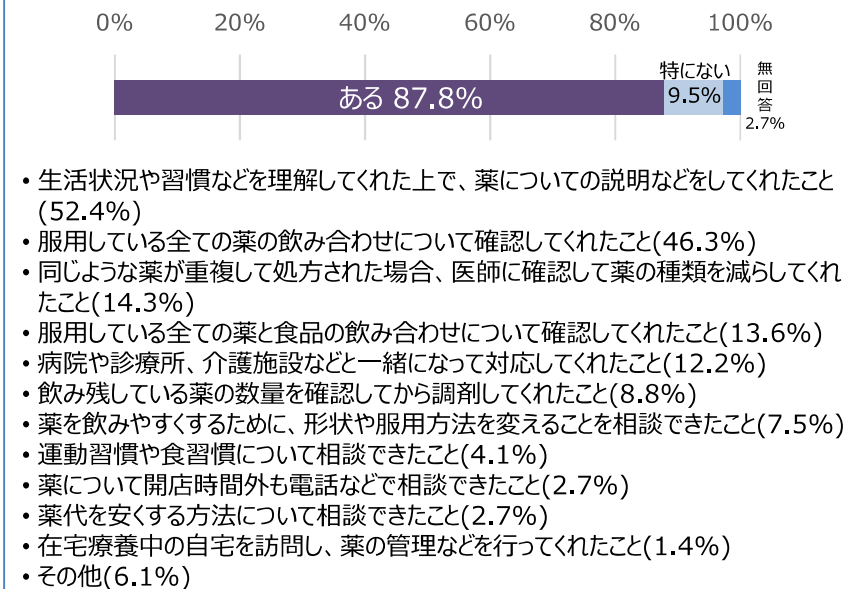 0% 20% 40% 60% 80% 100%
ある 87.8%
特にない
9.5%
無回答
2.7%
• 生活状況や習慣などを理解してくれた上で、薬についての説明などをしてくれたこと
(52.4%)
• 服用している全ての薬の飲み合わせについて確認してくれたこと(46.3%)
• 同じような薬が重複して処方された場合、医師に確認して薬の種類を減らしてくれ
たこと(14.3%)
• 服用している全ての薬と食品の飲み合わせについて確認してくれたこと(13.6%)
• 病院や診療所、介護施設などと一緒になって対応してくれたこと(12.2%)
• 飲み残している薬の数量を確認してから調剤してくれたこと(8.8%)
• 薬を飲みやすくするために、形状や服用方法を変えることを相談できたこと(7.5%)
• 運動習慣や食習慣について相談できたこと(4.1%)
• 薬について開店時間外も電話などで相談できたこと(2.7%)
• 薬代を安くする方法について相談できたこと(2.7%)
• 在宅療養中の自宅を訪問し、薬の管理などを行ってくれたこと(1.4%)
• その他(6.1%)